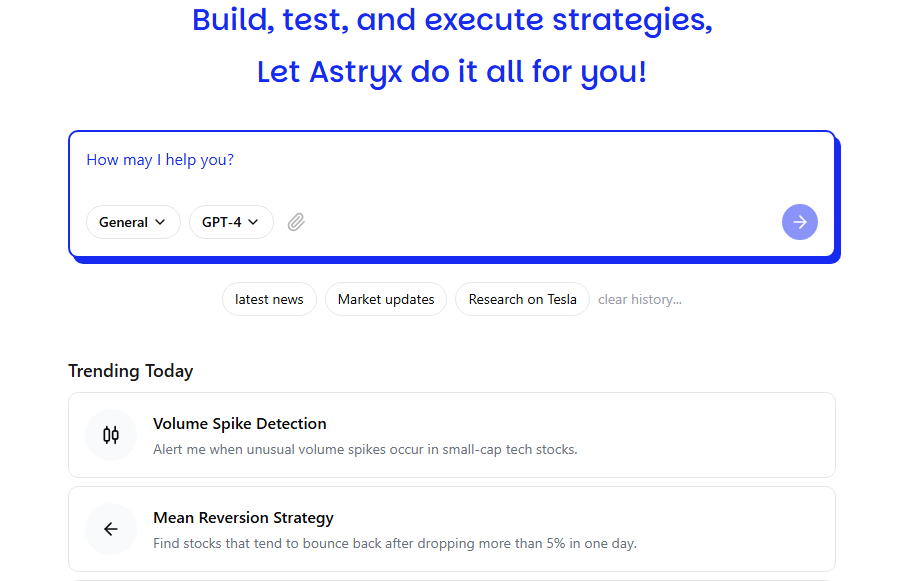 Build, test, and execute strategies,
Let Astryx do it all for you!
How may I help you?
General
GPT-4
latest news
Market updates
Research on Tesla
clear history...
Trending Today
Volume Spike Detection
Alert me when unusual volume spikes occur in small-cap tech stocks.
Mean Reversion Strategy
Find stocks that tend to bounce back after dropping more than 5% in one day.